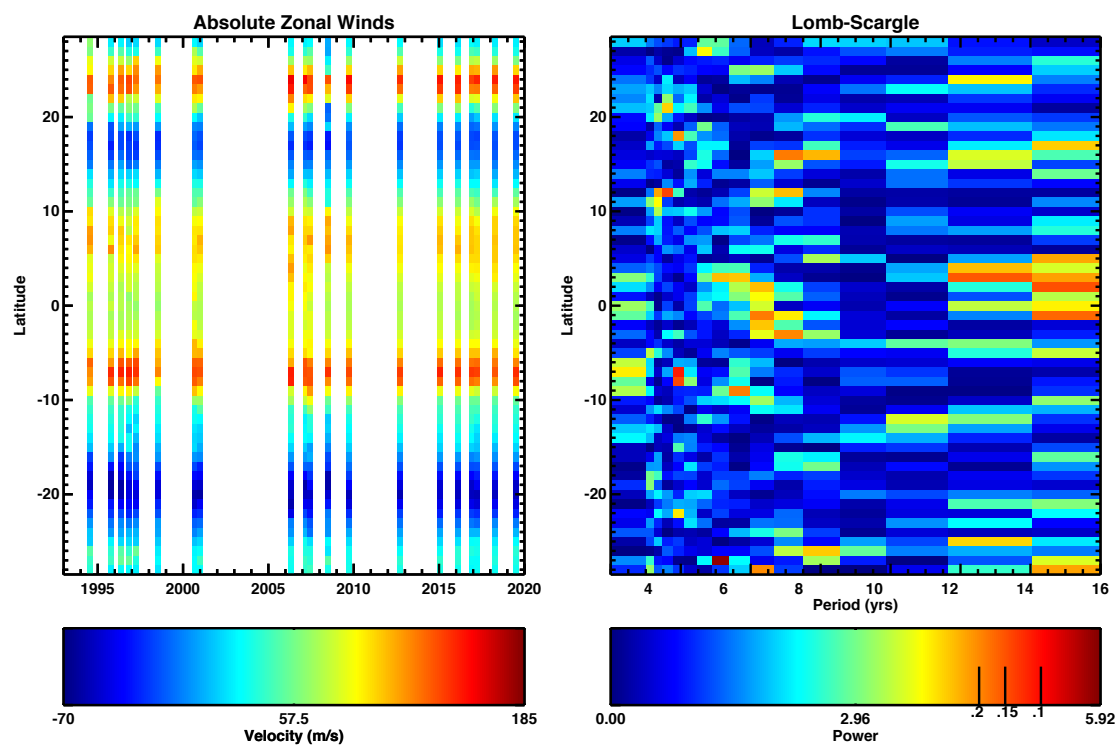 Absolute Zonal Winds
Latitude
20
10
0
-10
-20
1995 2000 2005 2010 2015 2020
-70 57.5 185
Velocity (m/s)
Lomb-Scargle
Latitude
20
10
0
-10
-20
4 6 8 10 12 14 16
Period (yrs)
.2 .15 .1
0.00 2.96 5.92
Power